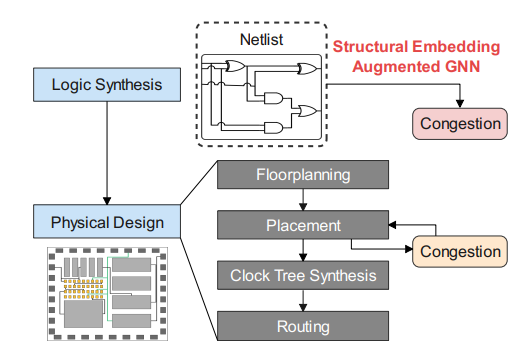 Netlist
Structural Embedding
Augmented GNN
Logic Synthesis
Congestion
Floorplanning
Physical Design
Placement
Congestion
Clock Tree Synthesis
Routing